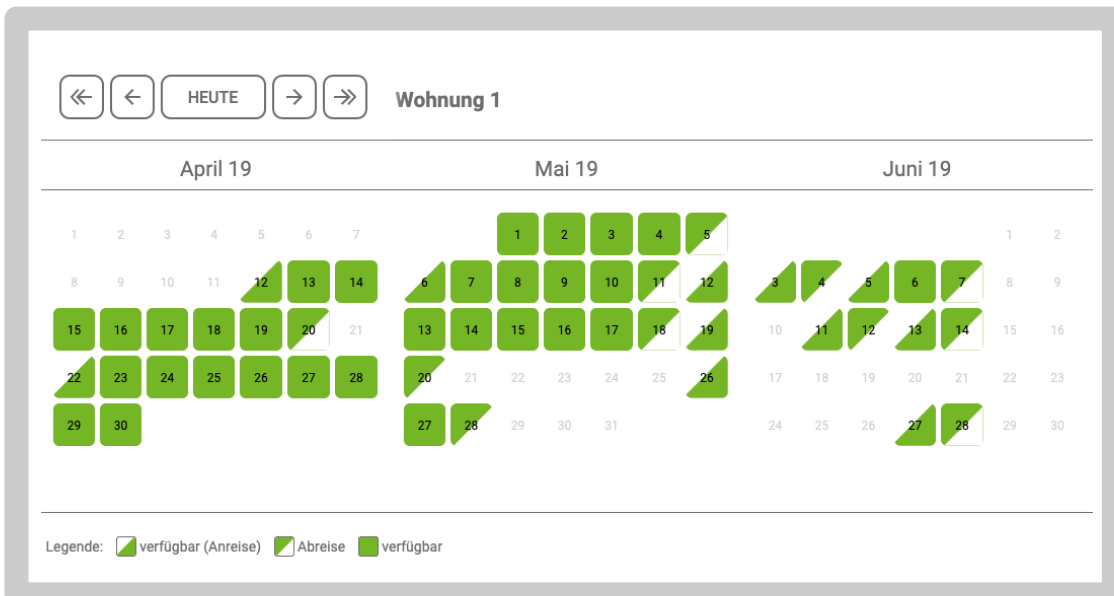 HEUTE Wohnung 1
April 19 Mai 19 Juni 19
1 2 3 4 5 6 7 1 2 3 4 5 1 2
8 9 10 11 12 13 14 6 7 8 9 10 11 12 3 4 5 6 7 8 9
15 16 17 18 19 20 21 13 14 15 16 17 18 19 10 11 12 13 14 15 16
22 23 24 25 26 27 28 20 21 22 23 24 25 26 17 18 19 20 21 22 23
29 30 27 28 29 30 31 24 25 26 27 28 29 30
Legende: verfügbar (Anreise) Abreise verfügbar